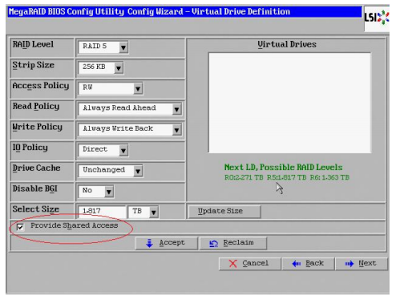 MegaRAID BIOS Config Utility Config Wizard – Virtual Drive Definition
LSI
RAID Level
RAID 5
Virtual Drives
Strip Size
256 KB
Access Policy
RW
Read Policy
Always Read Ahead
Write Policy
Always Write Back
IO Policy
Direct
Drive Cache
Unchanged
Next LD, Possible RAID Levels
R0:2.271 TB R5:1.817 TB R6:1.363 TB
Disable BGI
No
Select Size
1.817
TB
Update Size
Provide Shared Access
Accept
Reclaim
Cancel
Back
Next